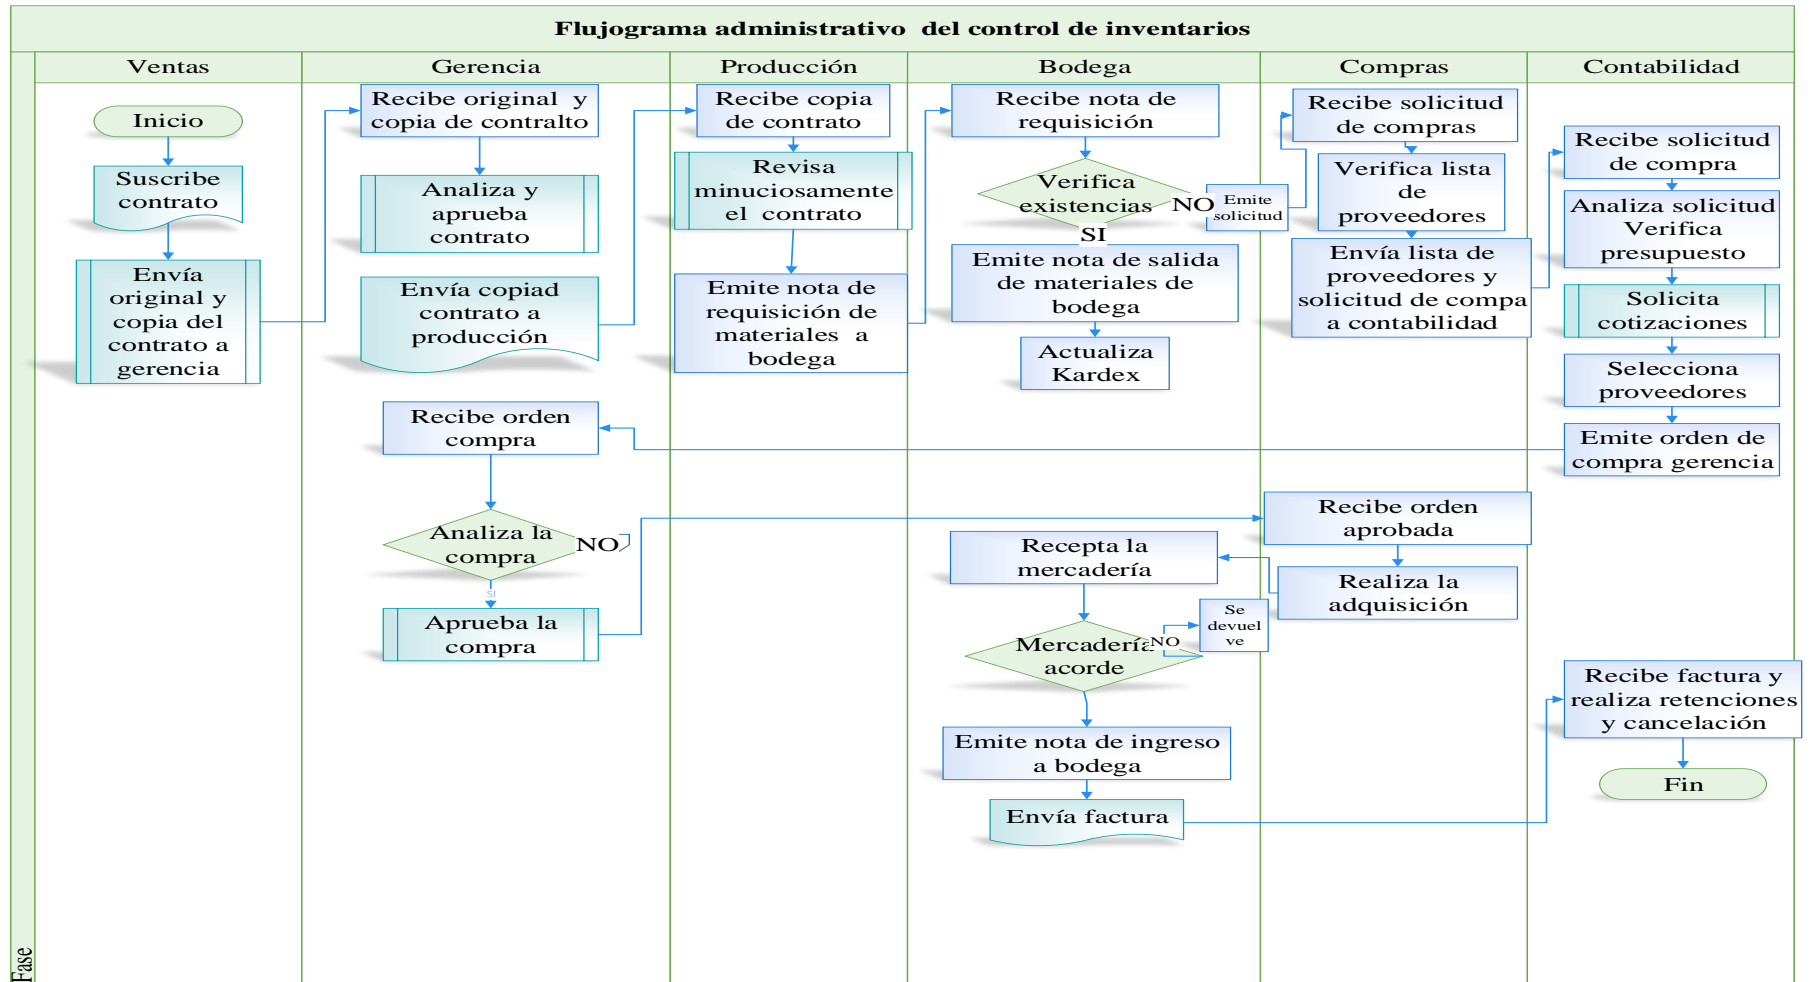 Flujograma administrativo del control de inventarios
Ventas
Gerencia
Producción
Bodega
Compras
Contabilidad
Fase
Inicio
Suscribe
contrato
Envía
original y
copia del
contrato a
gerencia
Recibe original y
copia de contralto
Analiza y
aprueba
contrato
Envía copiad
contrato a
producción
Recibe orden
compra
Analiza la
compra
NO
SI
Aprueba la
compra
Recibe copia
de contrato
Revisa
minuciosamente
el contrato
Emite nota de
requisición de
materiales a
bodega
Recibe nota de
requisición
Verifica
existencias
NO
Emite
solicitud
SI
Emite nota de salida
de materiales de
bodega
Actualiza
Kardex
Recepta la
mercadería
Mercadería
acorde
NO
Se
devuel
ve
Emite nota de ingreso
a bodega
Envía factura
Recibe solicitud
de compras
Verifica lista
de
proveedores
Envía lista de
proveedores y
solicitud de compa
a contabilidad
Recibe orden
aprobada
Realiza la
adquisición
Recibe solicitud
de compra
Analiza solicitud
Verifica
presupuesto
Solicita
cotizaciones
Selecciona
proveedores
Emite orden de
compra gerencia
Recibe factura y
realiza retenciones
y cancelación
Fin